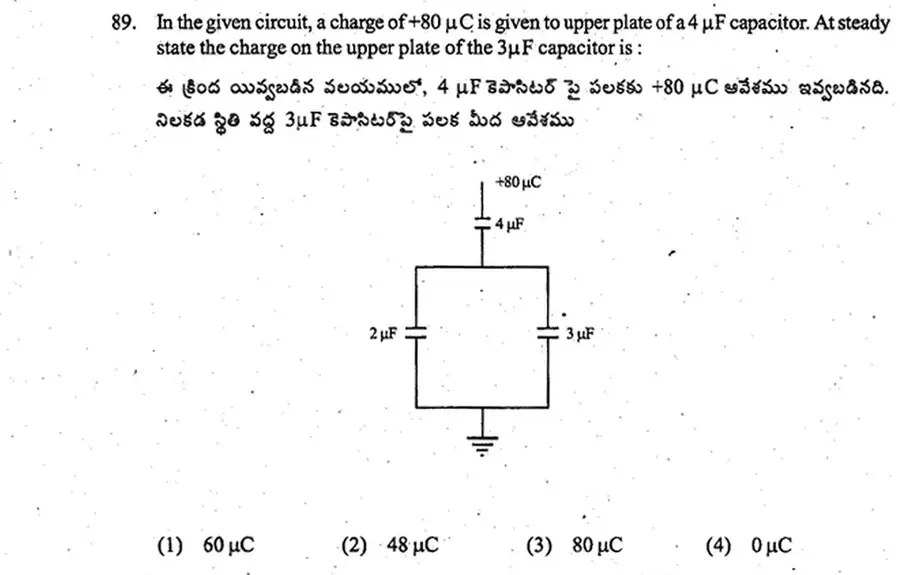 89. In the given circuit, a charge of +80 μC is given to upper plate of a 4 μF capacitor. At steady
state the charge on the upper plate of the 3μF capacitor is :
ఈ క్రింద యివ్వబడిన వలయములో, 4 μF కెపాసిటర్ పై పలకకు +80 μC ఆవేశము ఇవ్వబడినది.
నిలకడ స్థితి వద్ద 3μF కెపాసిటర్‌పై పలక మీద ఆవేశము
+80 μC
4 μF
2 μF 3 μF
(1) 60 μC (2) 48 μC (3) 80 μC (4) 0 μC